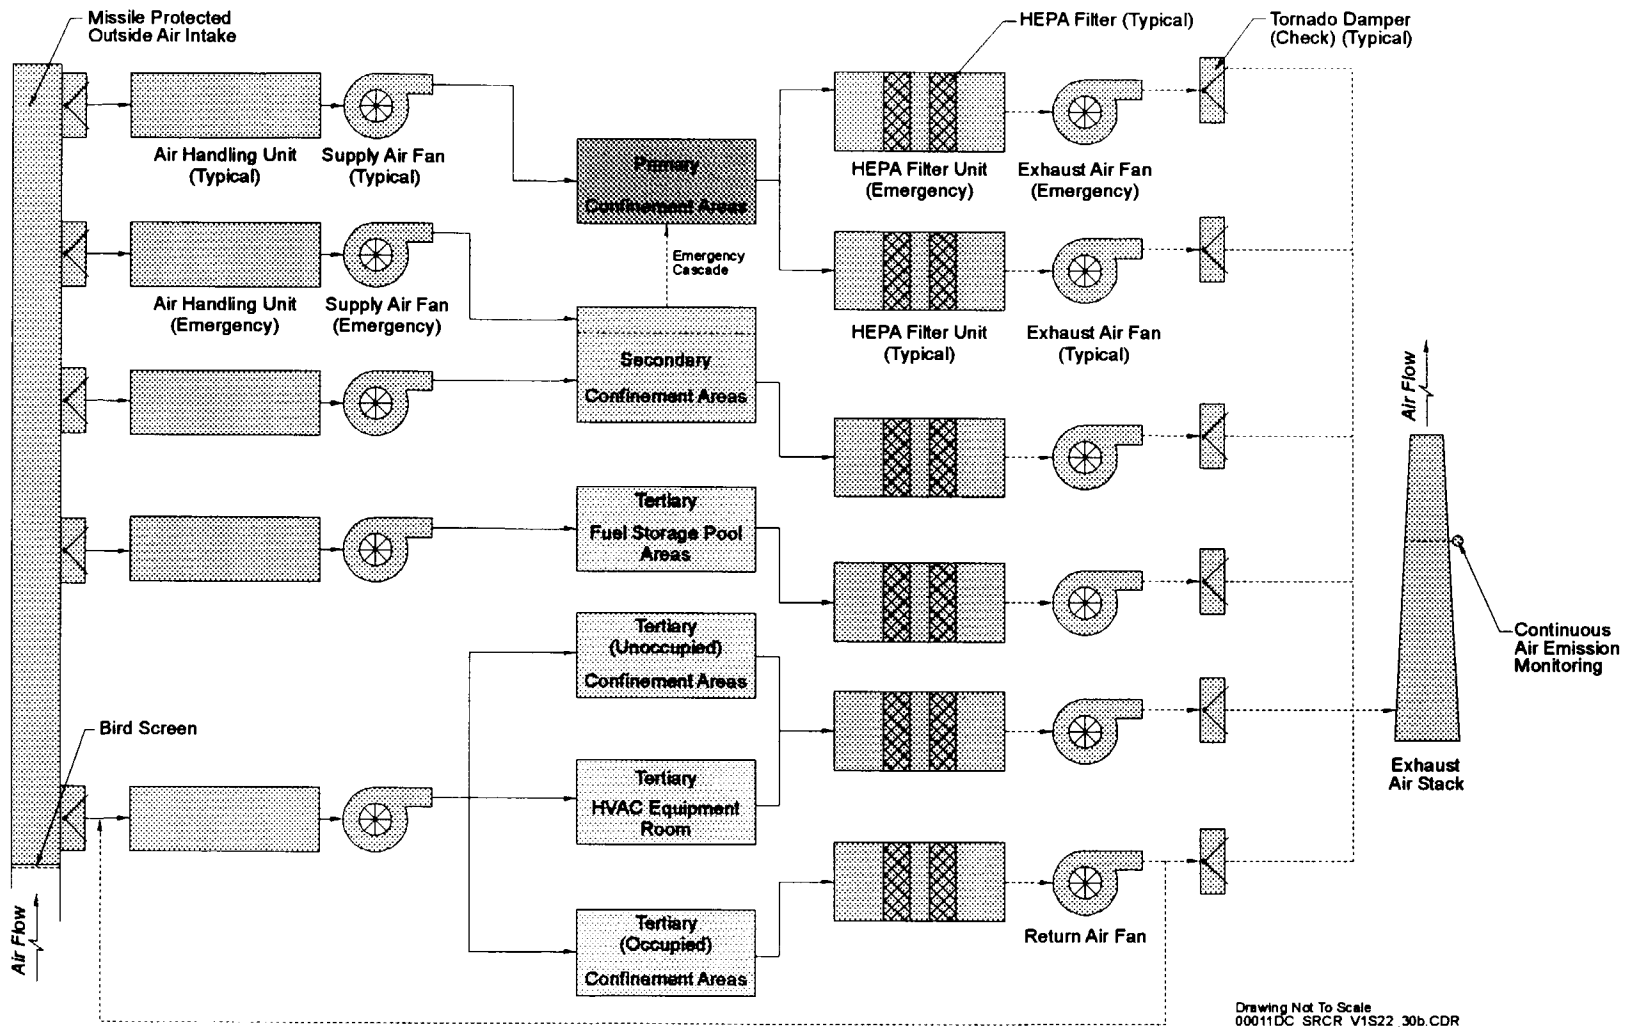 Missile Protected
Outside Air Intake
HEPA Filter (Typical)
Tornado Damper
(Check) (Typical)
Air Handling Unit
(Typical)
Supply Air Fan
(Typical)
Primary
Confinement Areas
HEPA Filter Unit
(Emergency)
Exhaust Air Fan
(Emergency)
Emergency
Cascade
Air Handling Unit
(Emergency)
Supply Air Fan
(Emergency)
HEPA Filter Unit
(Typical)
Exhaust Air Fan
(Typical)
Secondary
Confinement Areas
Air Flow
Tertiary
Fuel Storage Pool
Areas
Tertiary
(Unoccupied)
Confinement Areas
Continuous
Air Emission
Monitoring
Bird Screen
Tertiary
HVAC Equipment
Room
Exhaust
Air Stack
Air Flow
Tertiary
(Occupied)
Confinement Areas
Return Air Fan
Drawing Not To Scale
00011DC_SRCR_V1S22_30b.CDR